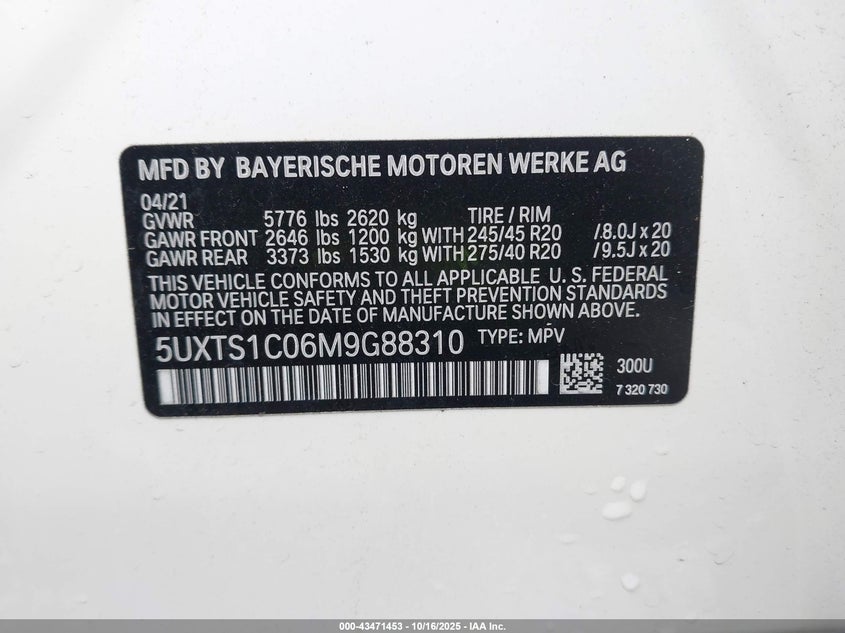 MFD BY BAYERISCHE MOTOREN WERKE AG
04/21
GVWR 5776 lbs 2620 kg TIRE / RIM
GAWR FRONT 2646 lbs 1200 kg WITH 245/45 R20 /8.0J x 20
GAWR REAR 3373 lbs 1530 kg WITH 275/40 R20 /9.5J x 20
THIS VEHICLE CONFORMS TO ALL APPLICABLE U. S. FEDERAL
MOTOR VEHICLE SAFETY AND THEFT PREVENTION STANDARDS
IN EFFECT ON THE DATE OF MANUFACTURE SHOWN ABOVE.
5UXTS1C06M9G88310 TYPE: MPV
300U
7 320 730
000-43471453 - 10/16/2025 - IAA Inc.